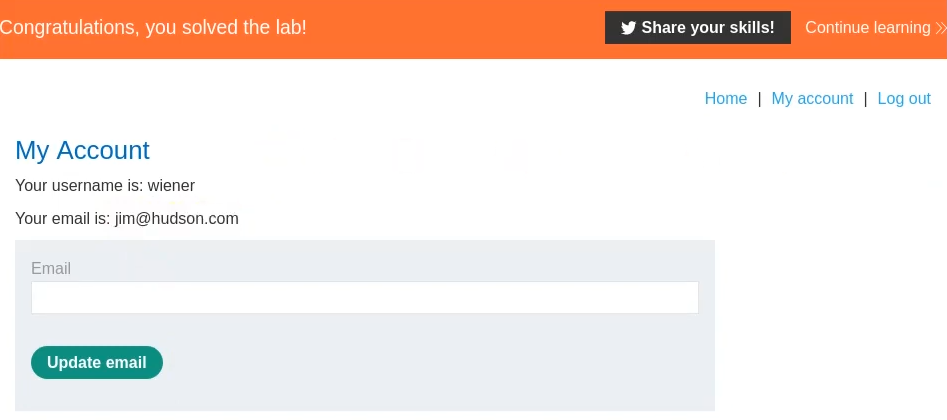 Congratulations, you solved the lab!
Share your skills! Continue learning
Home | My account | Log out
My Account
Your username is: wiener
Your email is: jim@hudson.com
Email
Update email